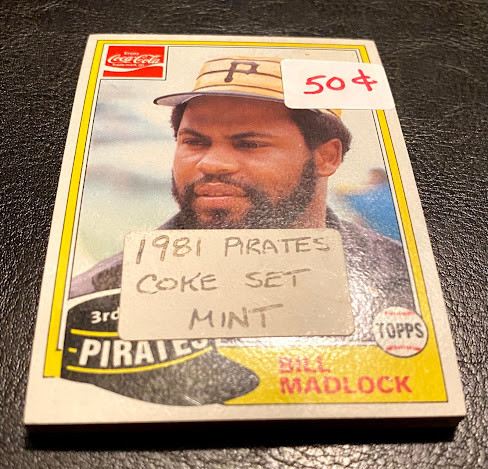 Coca-Cola
P
50¢
1981 PIRATES
COKE SET
MINT
3rd
PIRATES
TOPPS
BILL
MADLOCK